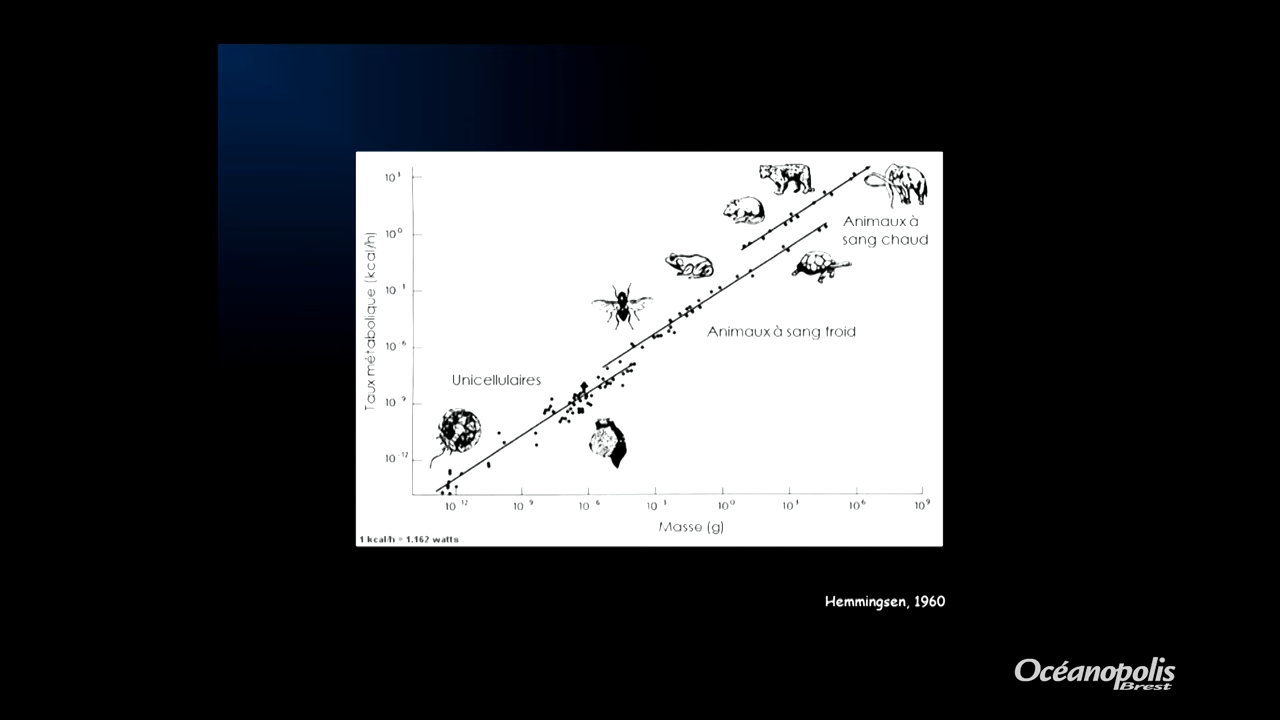 10³
10⁰
10⁻³
10⁻⁶
10⁻⁹
10⁻¹²
Taux métabolique (kcal/h)
Animaux à
sang chaud
Animaux à sang froid
Unicellulaires
10⁻¹² 10⁻⁹ 10⁻⁶ 10⁻³ 10⁰ 10³ 10⁶ 10⁹
Masse (g)
1 kcal/h = 1.162 watts
Hemmingsen, 1960
Océanopolis
Brest